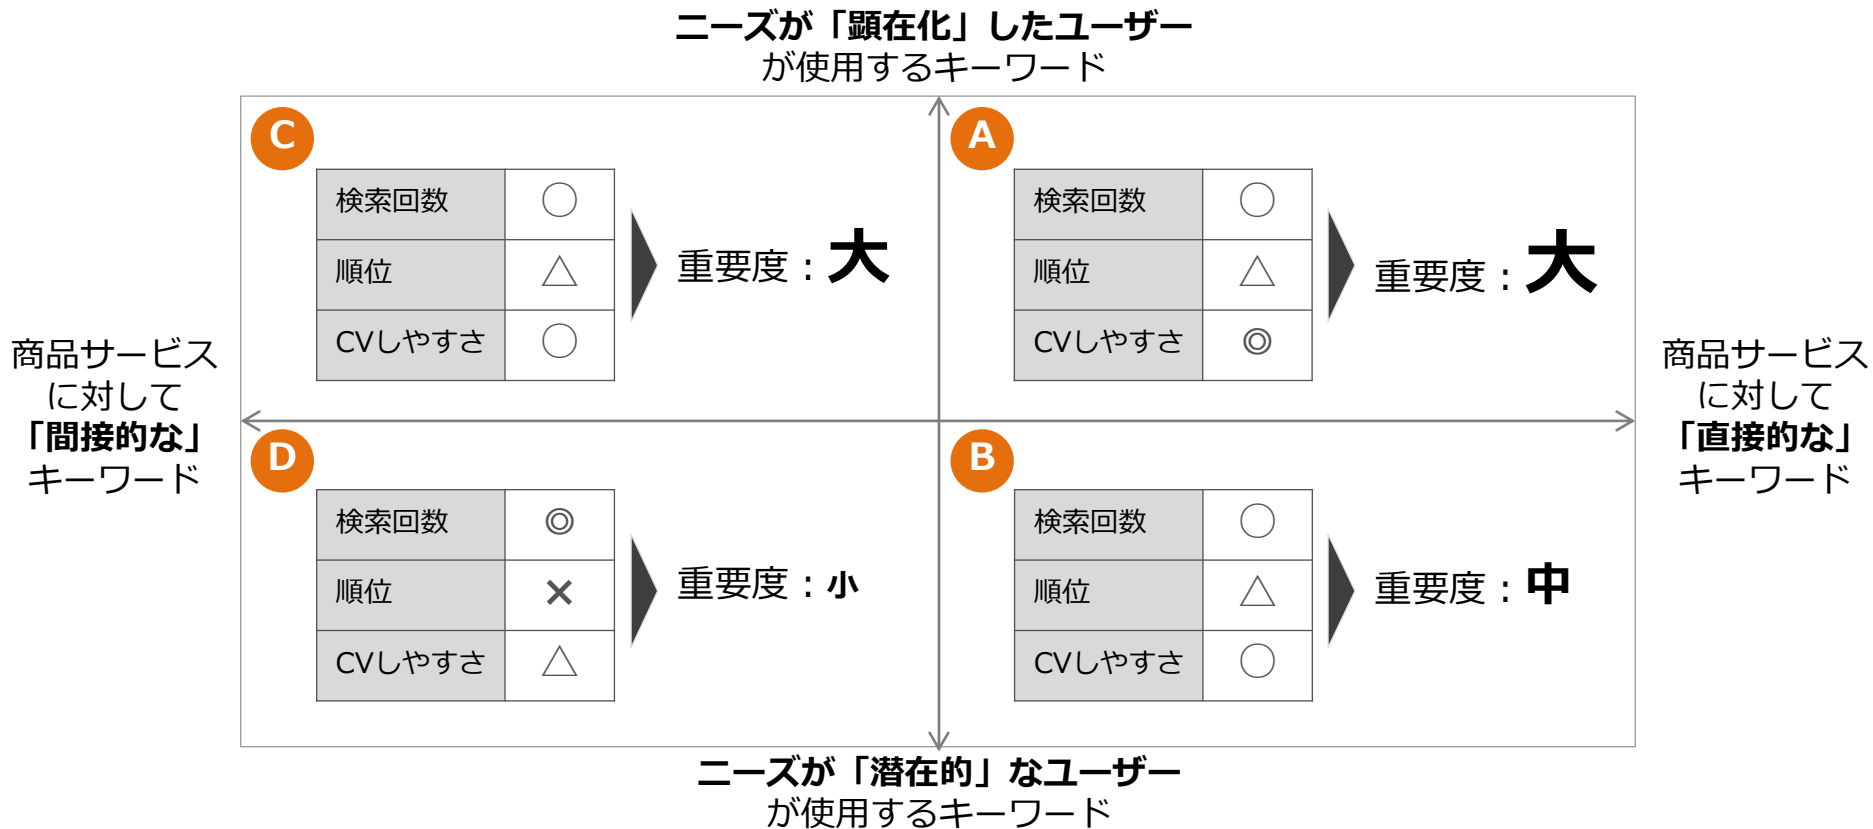 ニーズが「顕在化」したユーザー
が使用するキーワード
C
検索回数 ○
順位 △
CVしやすさ ○
重要度：大
A
検索回数 ○
順位 △
CVしやすさ ◎
重要度：大
商品サービス
に対して
「間接的な」
キーワード
商品サービス
に対して
「直接的な」
キーワード
D
検索回数 ◎
順位 ×
CVしやすさ △
重要度：小
B
検索回数 ○
順位 △
CVしやすさ ○
重要度：中
ニーズが「潜在的」なユーザー
が使用するキーワード